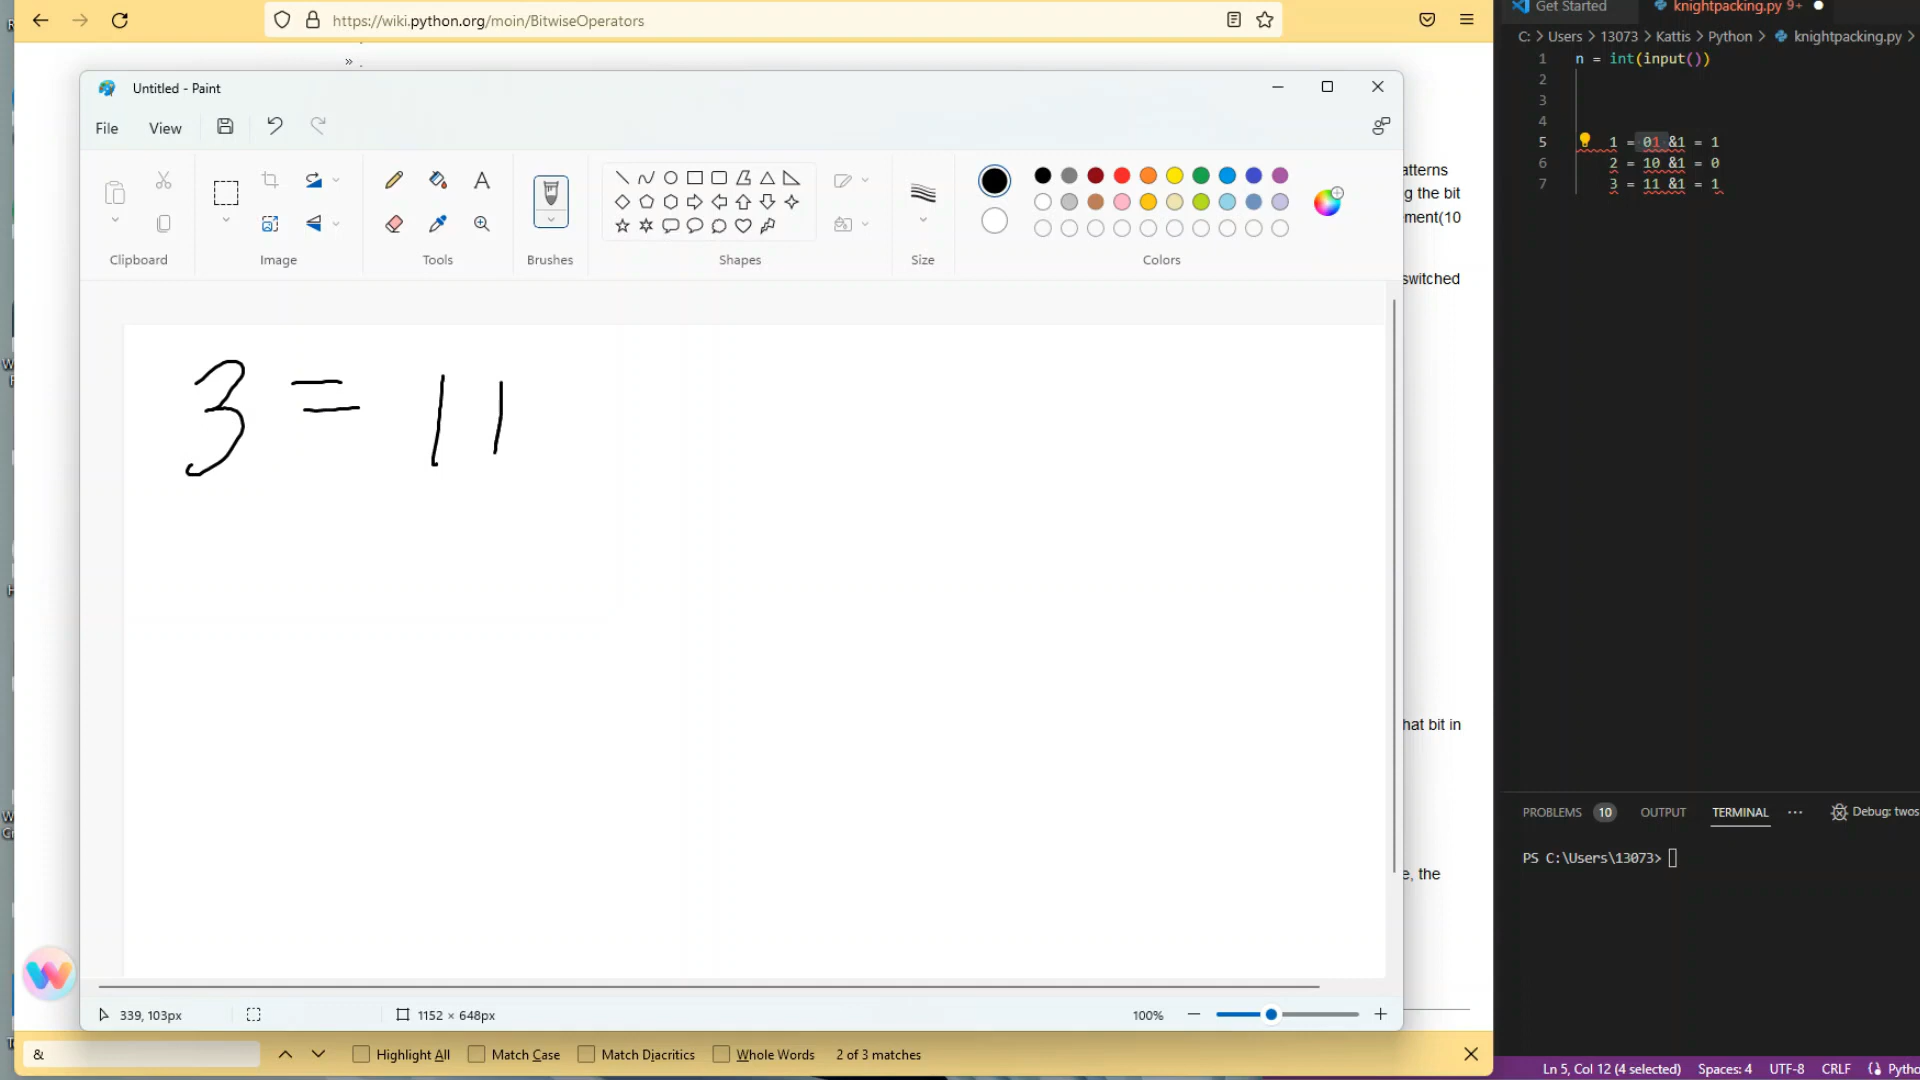 https://wiki.python.org/moin/BitwiseOperators
» .
Untitled - Paint
File View
Clipboard
Image
Tools
Brushes
Shapes
Size
Colors
3 = 11
339, 103px
1152 × 648px
100%
atterns
g the bit
ment(10
switched
hat bit in
e, the
&
Highlight All
Match Case
Match Diacritics
Whole Words
2 of 3 matches
Get Started
knightpacking.py 9+
C: > Users > 13073 > Kattis > Python > knightpacking.py >
1 n = int(input())
2
3
4
5 1 = 01 &1 = 1
6 2 = 10 &1 = 0
7 3 = 11 &1 = 1
PROBLEMS 10 OUTPUT TERMINAL ··· Debug: twos
PS C:\Users\13073>
Ln 5, Col 12 (4 selected) Spaces: 4 UTF-8 CRLF Pytho